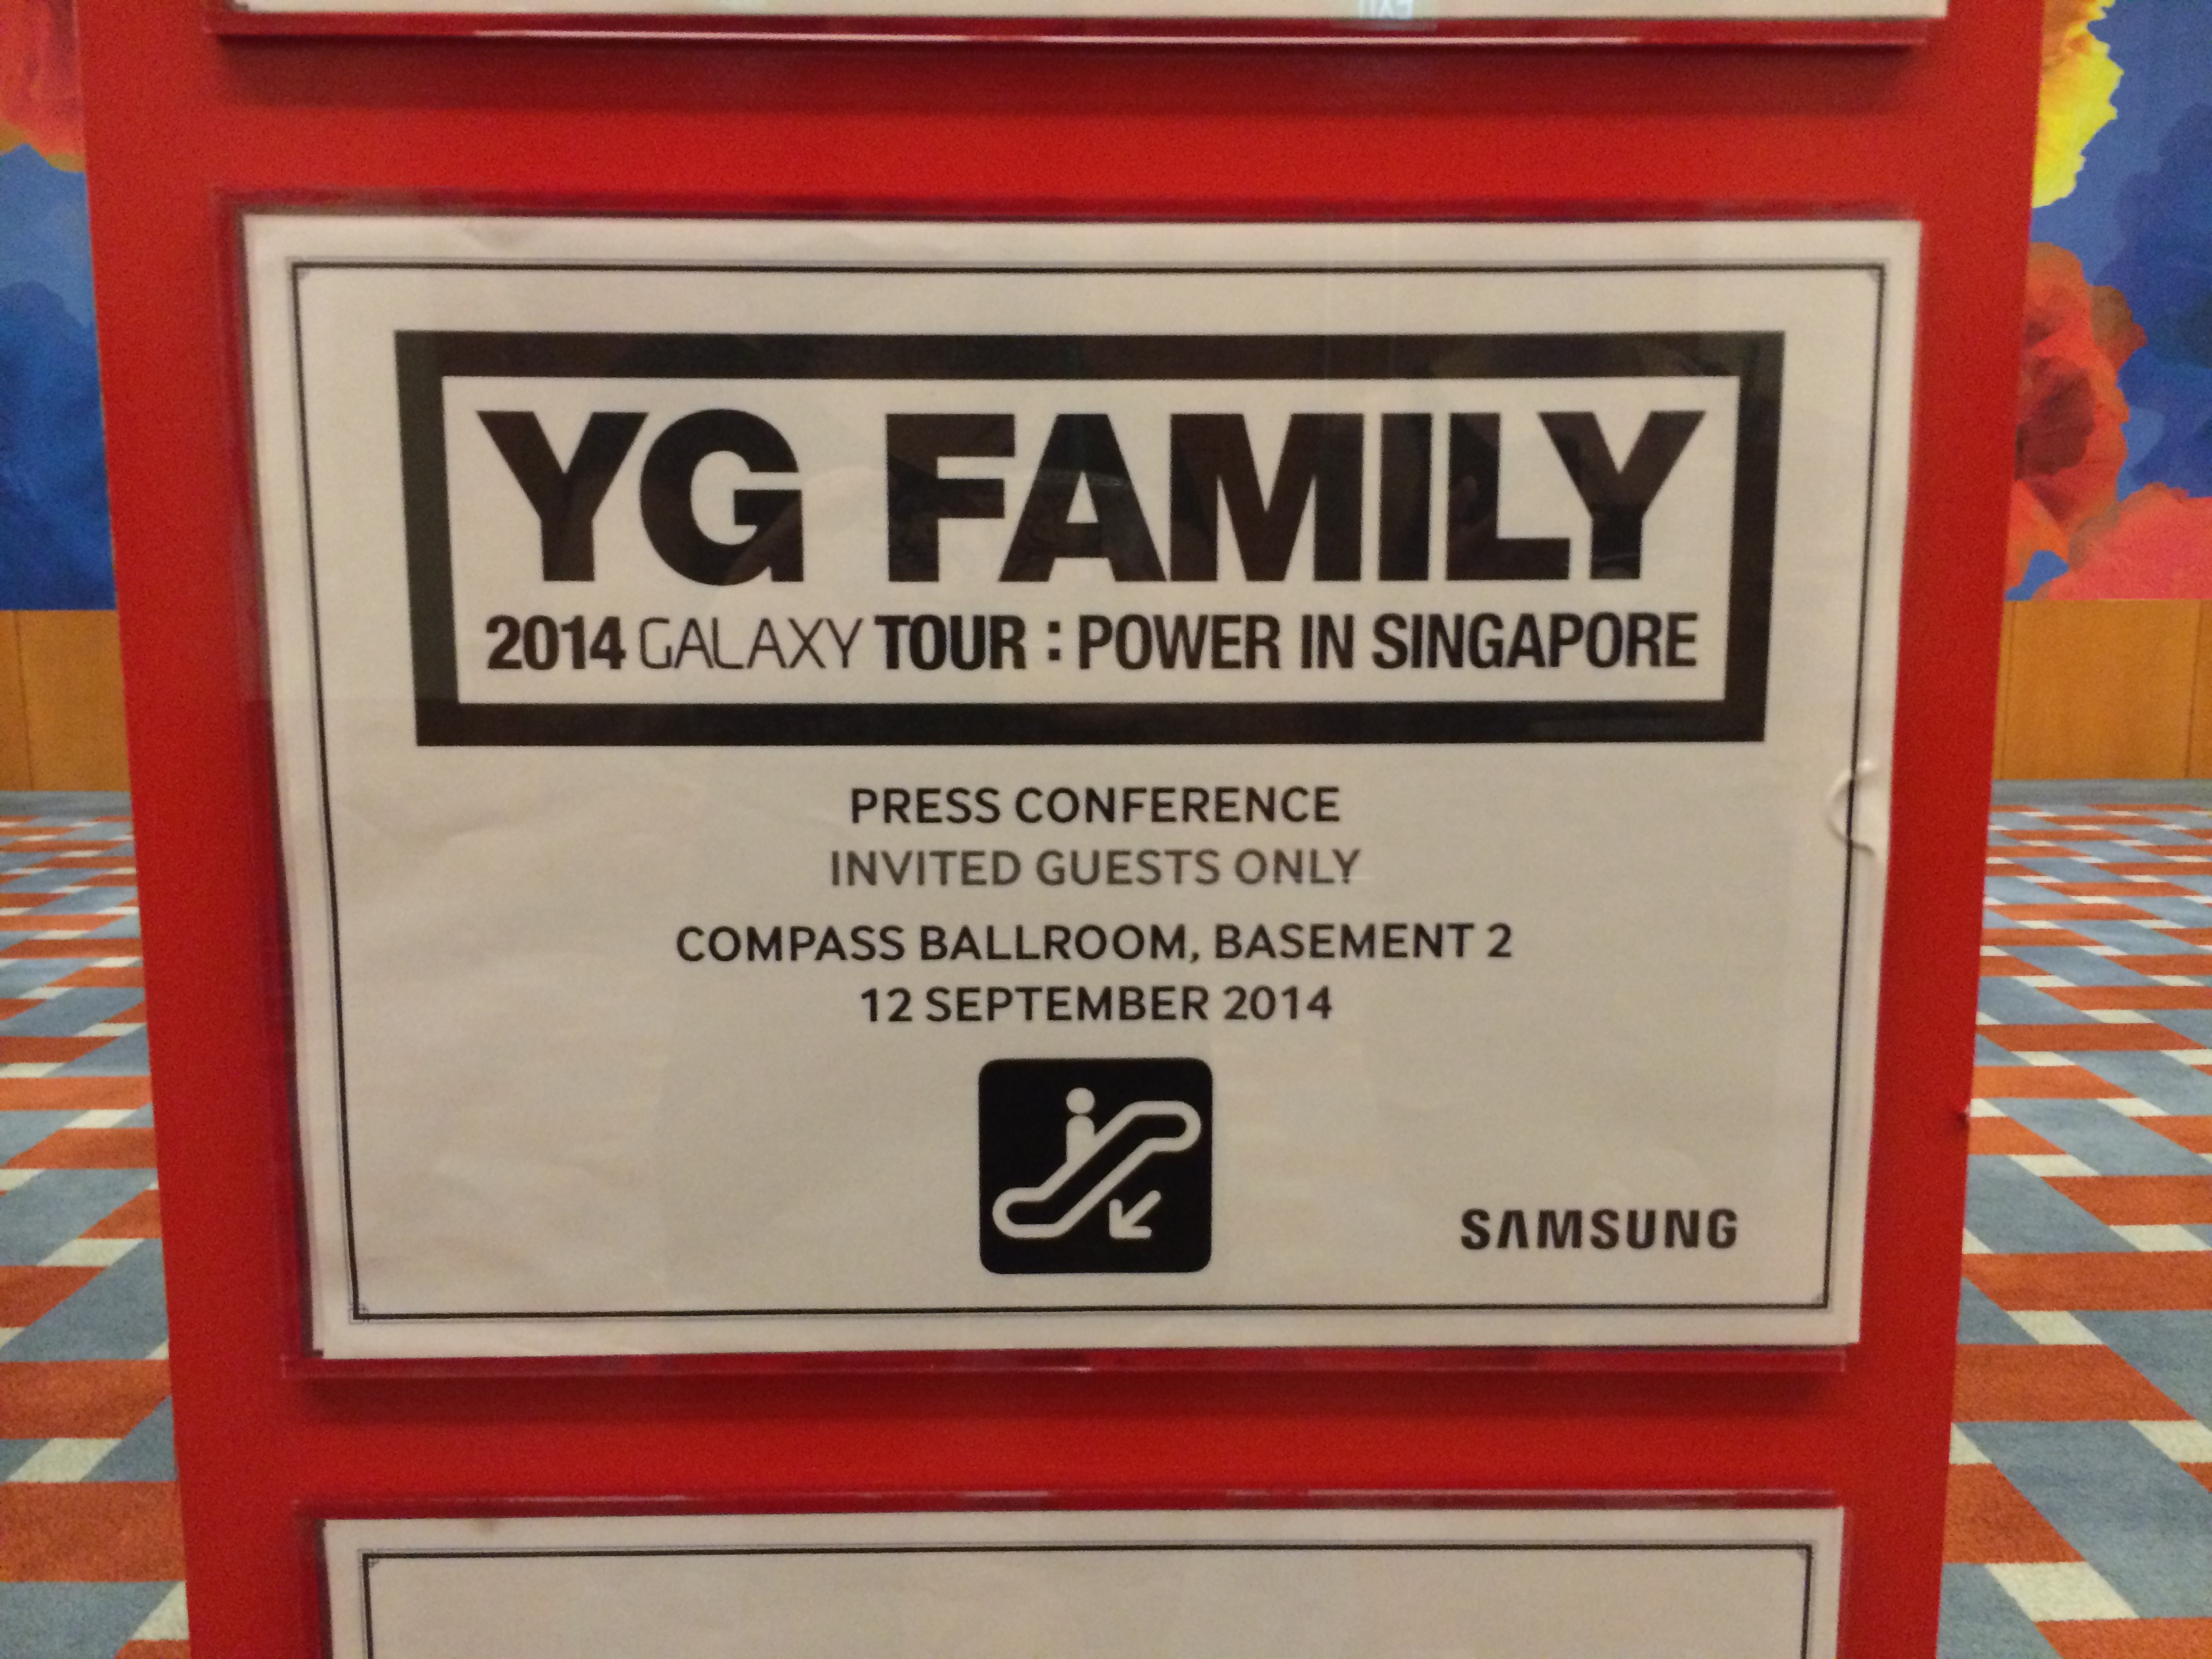 YG FAMILY
2014 GALAXY TOUR : POWER IN SINGAPORE
PRESS CONFERENCE
INVITED GUESTS ONLY
COMPASS BALLROOM, BASEMENT 2
12 SEPTEMBER 2014
SAMSUNG